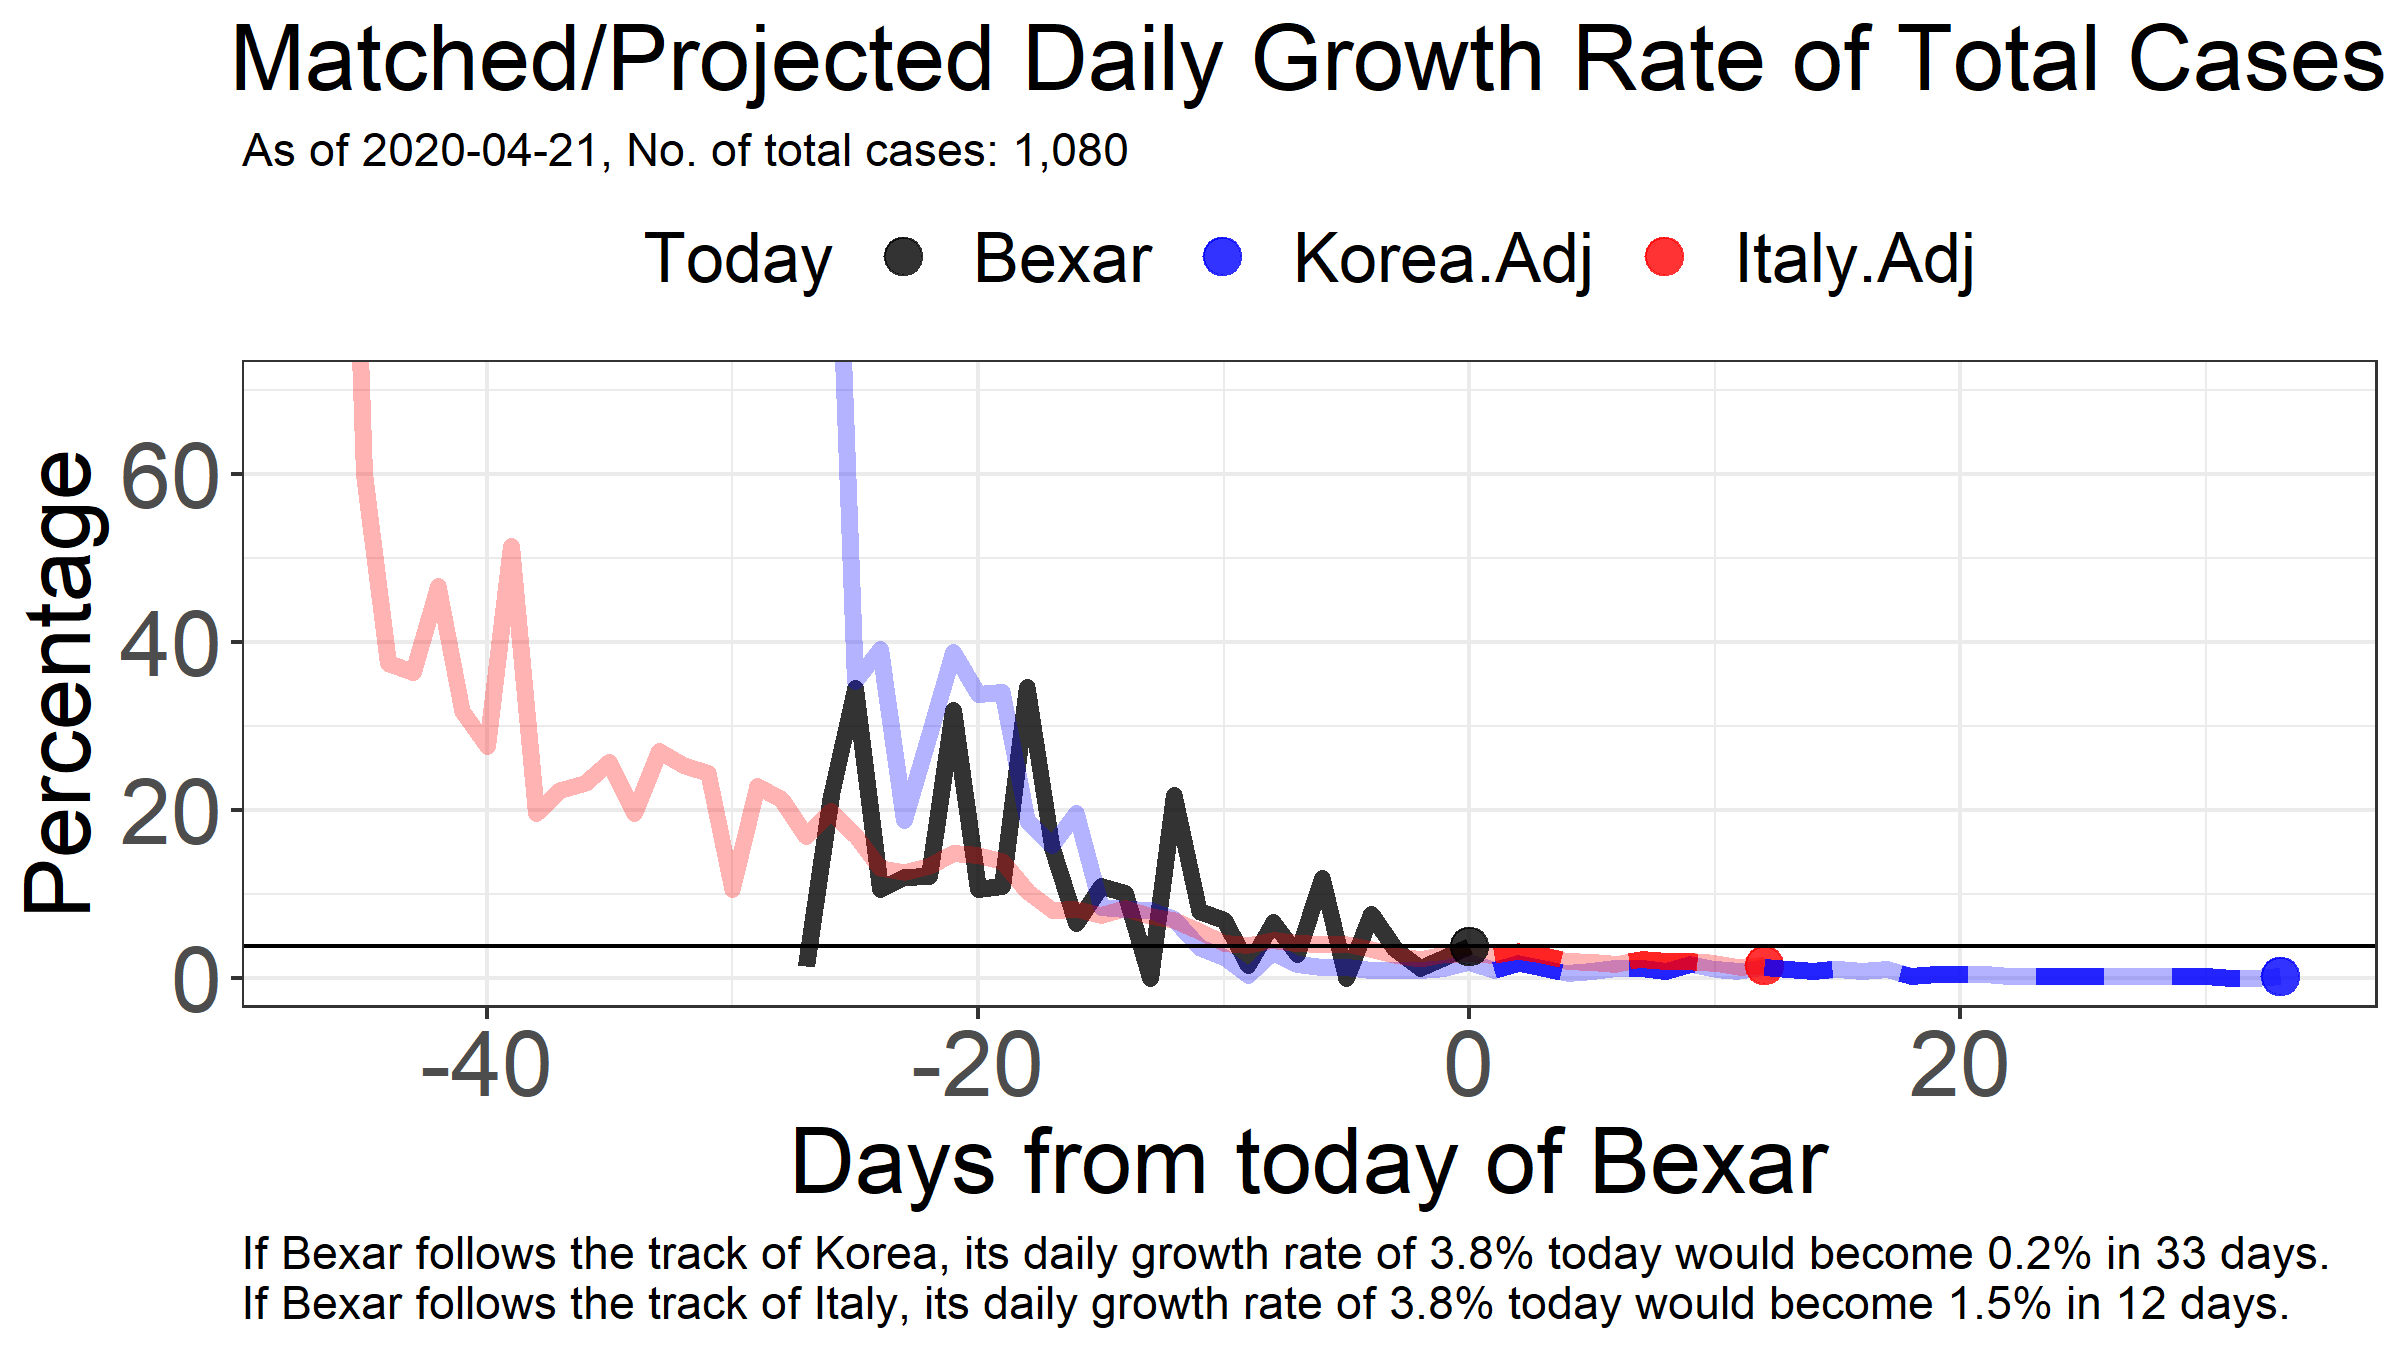 Matched/Projected Daily Growth Rate of Total Cases
As of 2020-04-21, No. of total cases: 1,080
Today Bexar Korea.Adj Italy.Adj
Percentage
60
40
20
0
-40 -20 0 20
Days from today of Bexar
If Bexar follows the track of Korea, its daily growth rate of 3.8% today would become 0.2% in 33 days.
If Bexar follows the track of Italy, its daily growth rate of 3.8% today would become 1.5% in 12 days.